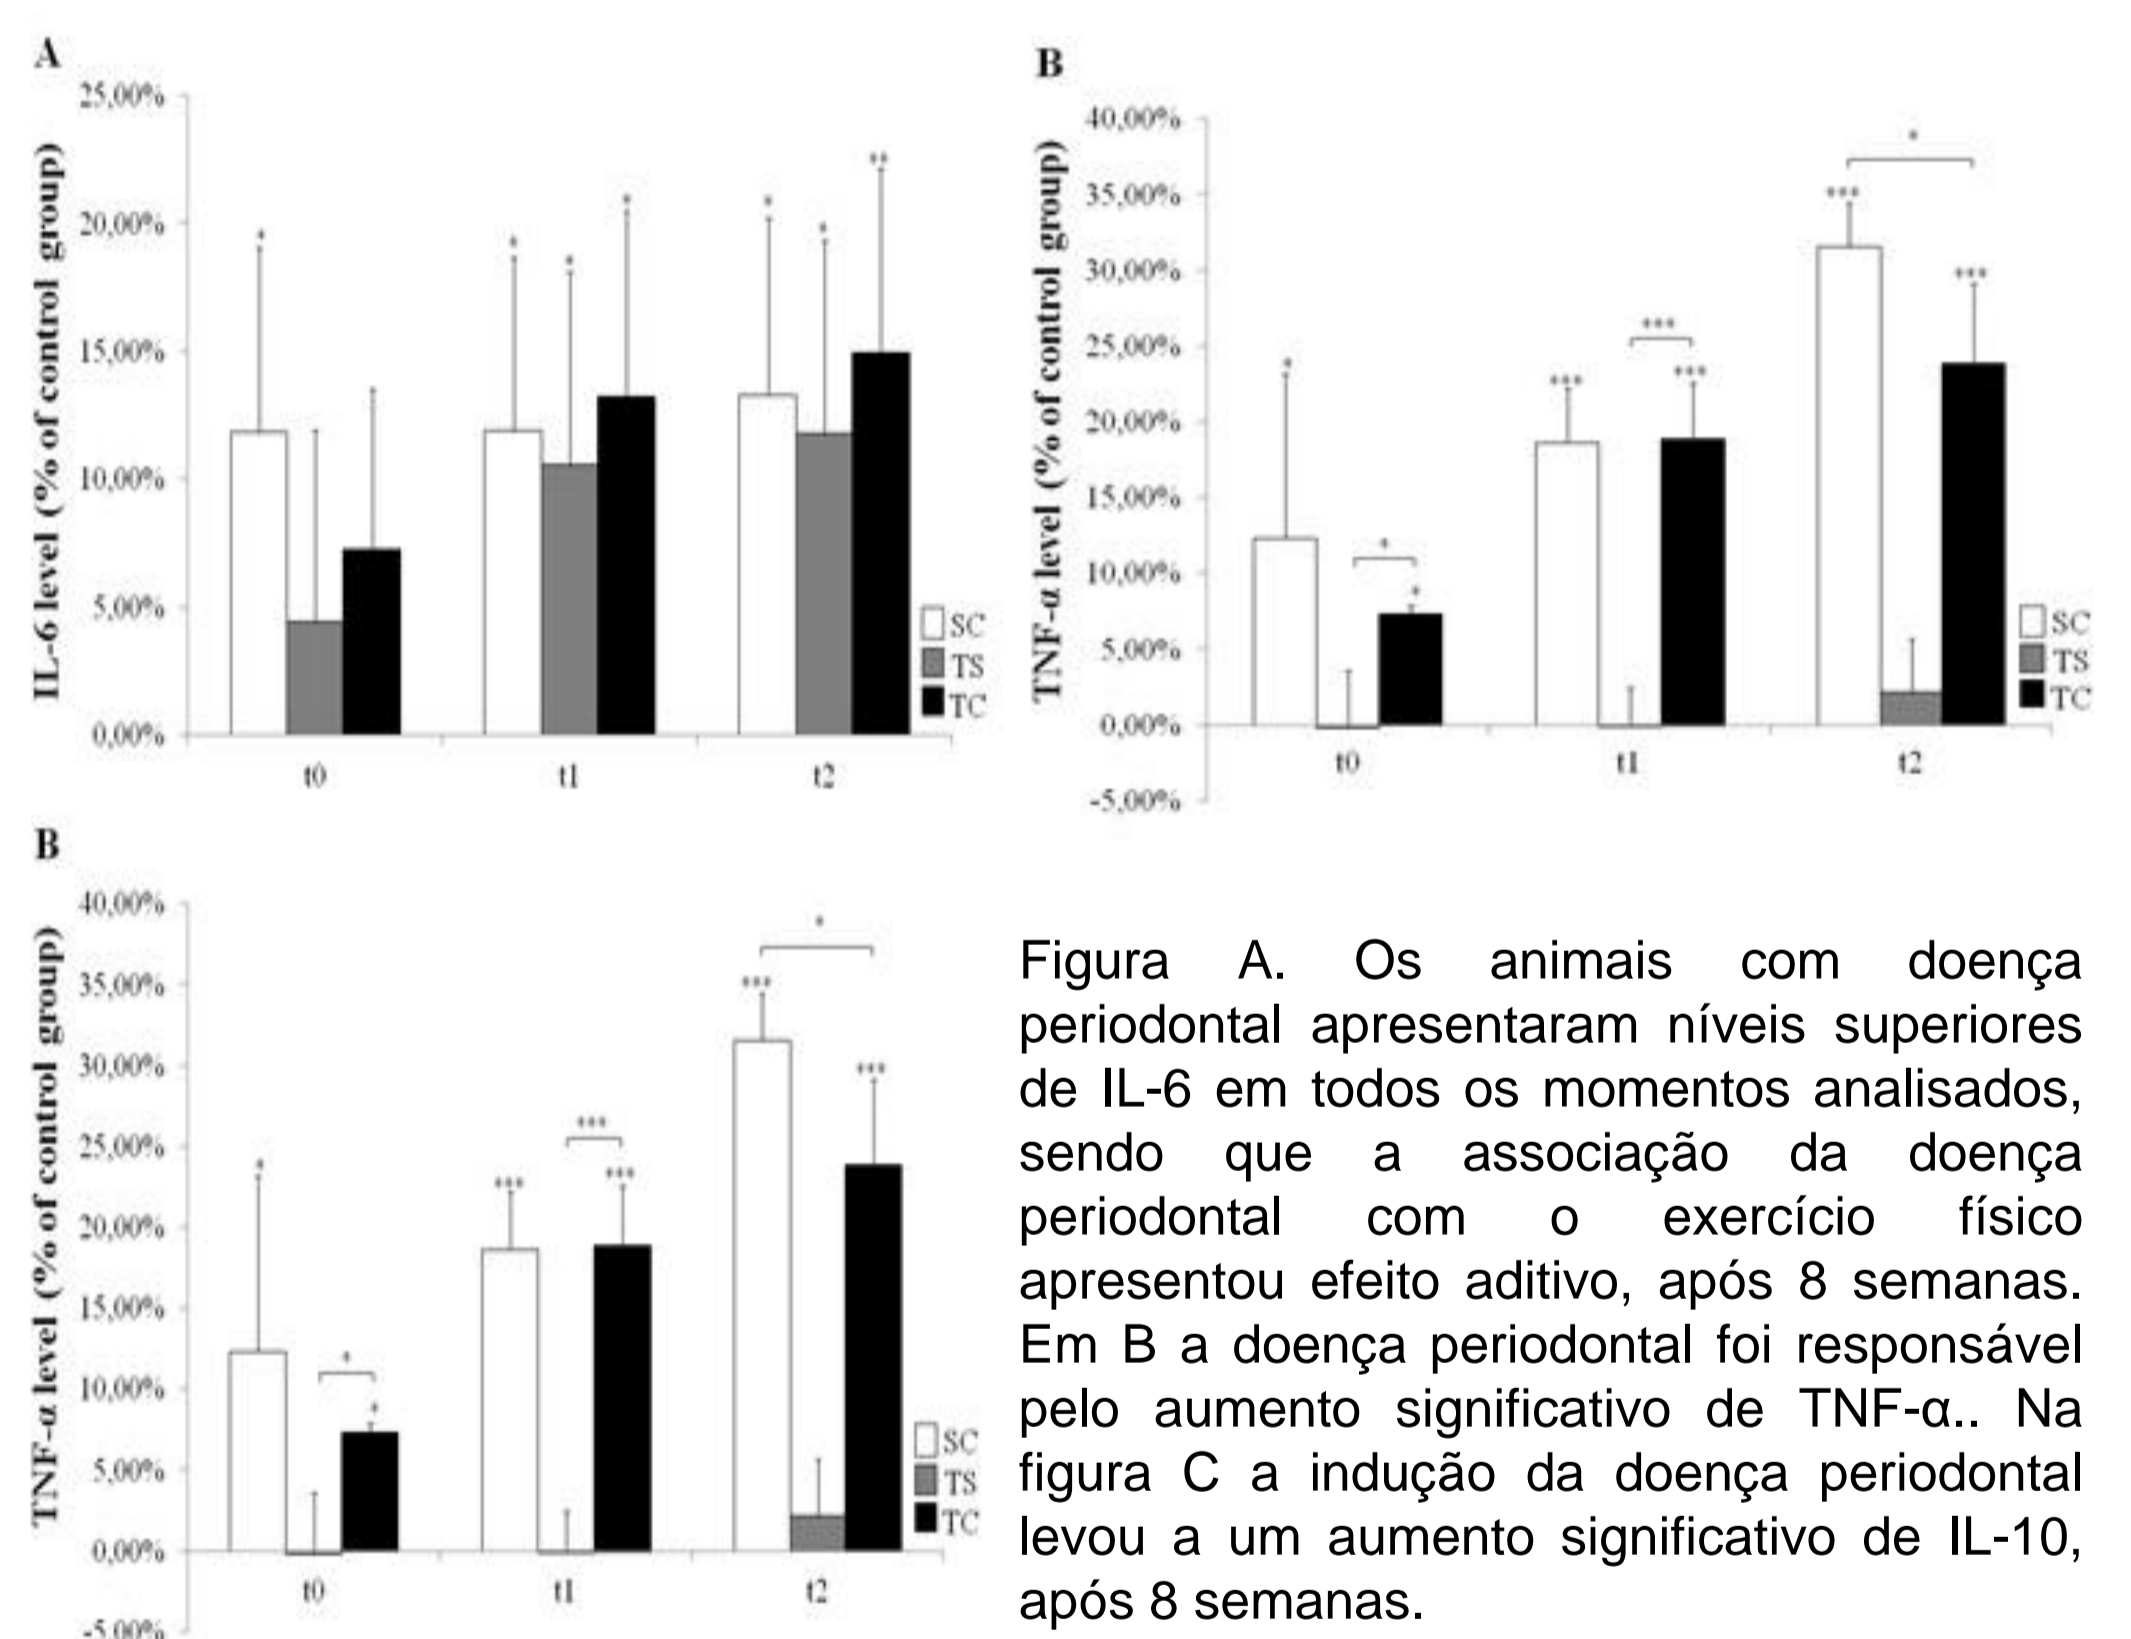 A
25,00%
20,00%
15,00%
10,00%
5,00%
0,00%
IL-6 level (% of control group)
t0 t1 t2
SC
TS
TC
B
40,00%
35,00%
30,00%
25,00%
20,00%
15,00%
10,00%
5,00%
0,00%
-5,00%
TNF-α level (% of control group)
*
*
*
***
***
***
***
***
*
t0 t1 t2
SC
TS
TC
B
40,00%
35,00%
30,00%
25,00%
20,00%
15,00%
10,00%
5,00%
0,00%
-5,00%
TNF-α level (% of control group)
*
*
*
***
***
***
***
***
*
t0 t1 t2
SC
TS
TC
Figura A. Os animais com doença
periodontal apresentaram níveis superiores
de IL-6 em todos os momentos analisados,
sendo que a associação da doença
periodontal com o exercício físico
apresentou efeito aditivo, após 8 semanas.
Em B a doença periodontal foi responsável
pelo aumento significativo de TNF-α.. Na
figura C a indução da doença periodontal
levou a um aumento significativo de IL-10,
após 8 semanas.